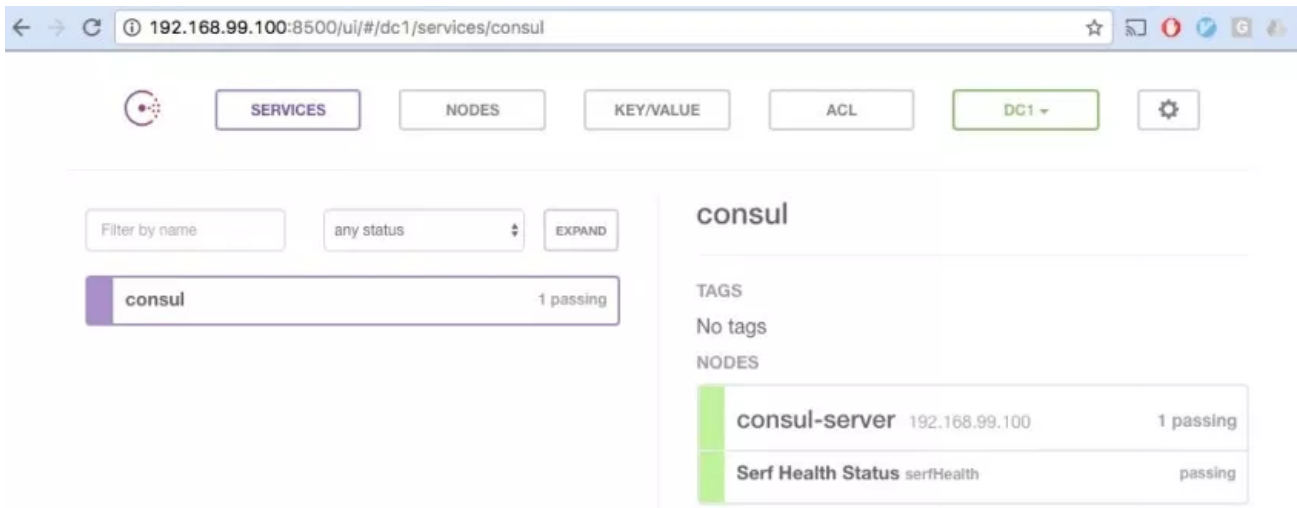 192.168.99.100:8500/ui/#/dc1/services/consul
SERVICES NODES KEY/VALUE ACL DC1
Filter by name any status EXPAND
consul 1 passing
consul
TAGS
No tags
NODES
consul-server 192.168.99.100 1 passing
Serf Health Status serfHealth passing